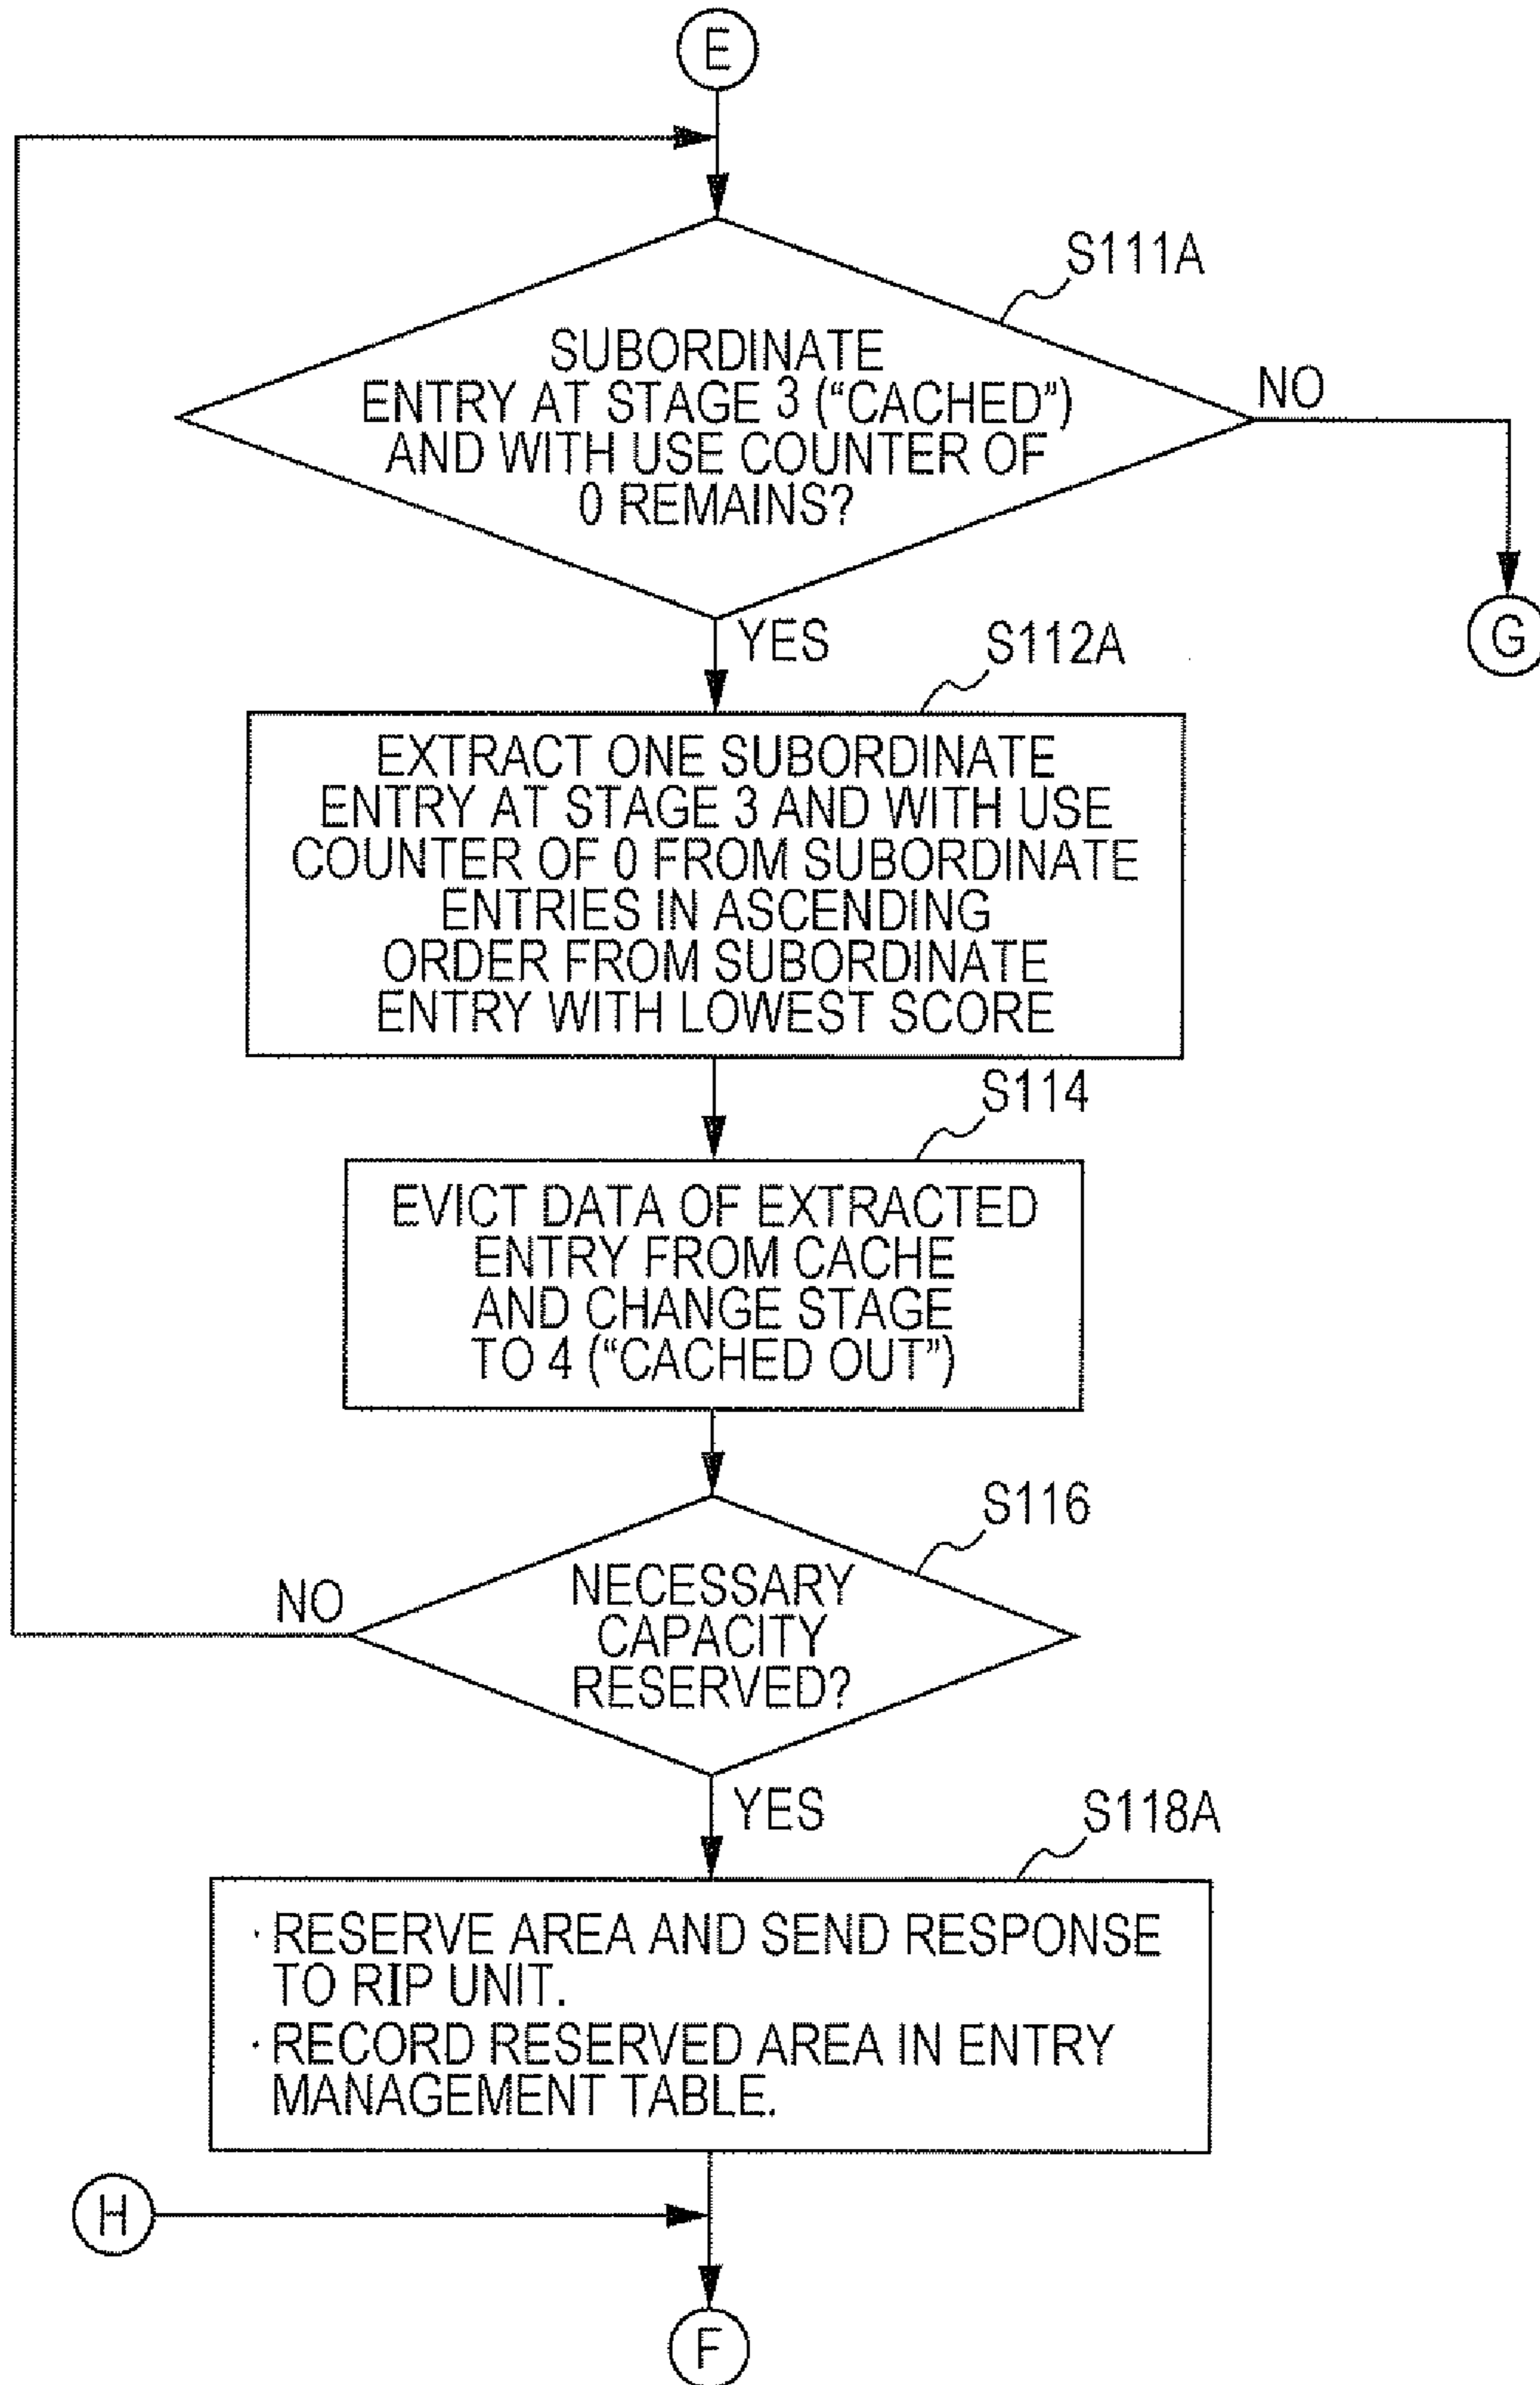 E
S111A
SUBORDINATE
ENTRY AT STAGE 3 (“CACHED”)
AND WITH USE COUNTER OF
0 REMAINS?
NO
G
YES
S112A
EXTRACT ONE SUBORDINATE
ENTRY AT STAGE 3 AND WITH USE
COUNTER OF 0 FROM SUBORDINATE
ENTRIES IN ASCENDING
ORDER FROM SUBORDINATE
ENTRY WITH LOWEST SCORE
S114
EVICT DATA OF EXTRACTED
ENTRY FROM CACHE
AND CHANGE STAGE
TO 4 (“CACHED OUT”)
S116
NECESSARY
CAPACITY
RESERVED?
NO
YES
S118A
· RESERVE AREA AND SEND RESPONSE
TO RIP UNIT.
· RECORD RESERVED AREA IN ENTRY
MANAGEMENT TABLE.
H
F